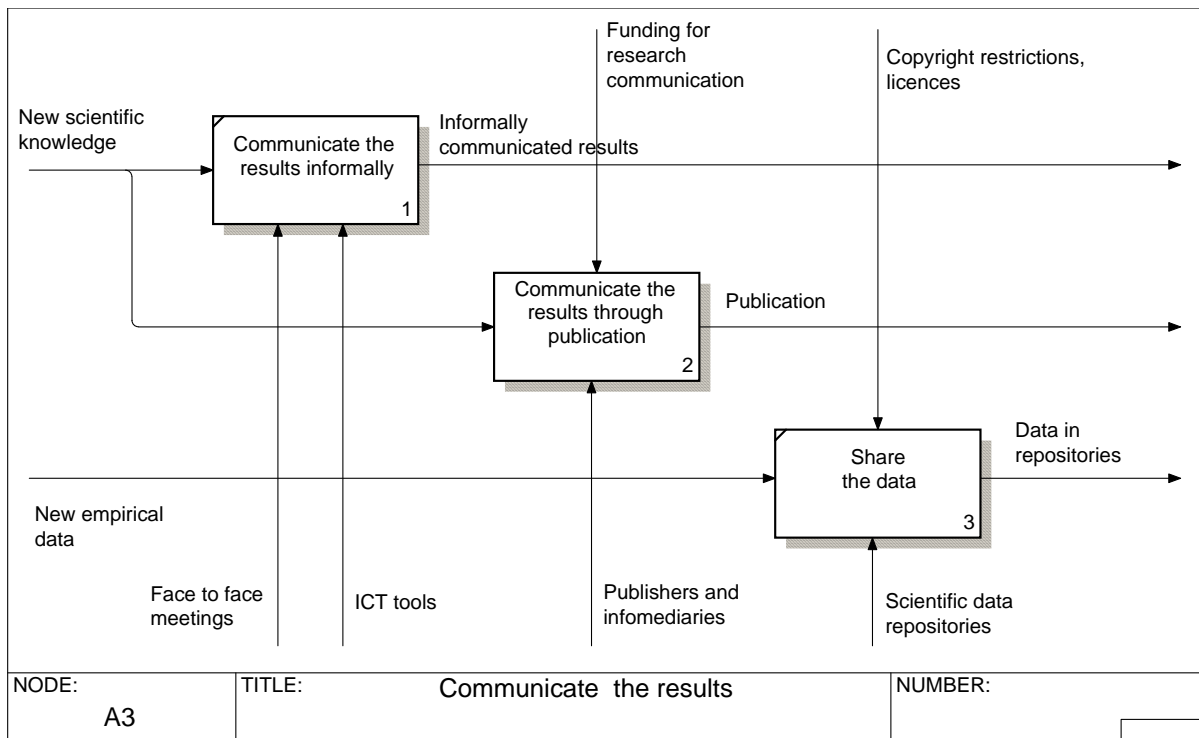 Funding for
research
communication
Copyright restrictions,
licences
New scientific
knowledge
Communicate the
results informally
1
Informally
communicated results
Communicate the
results through
publication
2
Publication
Share
the data
3
Data in
repositories
New empirical
data
Face to face
meetings
ICT tools
Publishers and
infomediaries
Scientific data
repositories
NODE:
A3
TITLE:
Communicate the results
NUMBER: